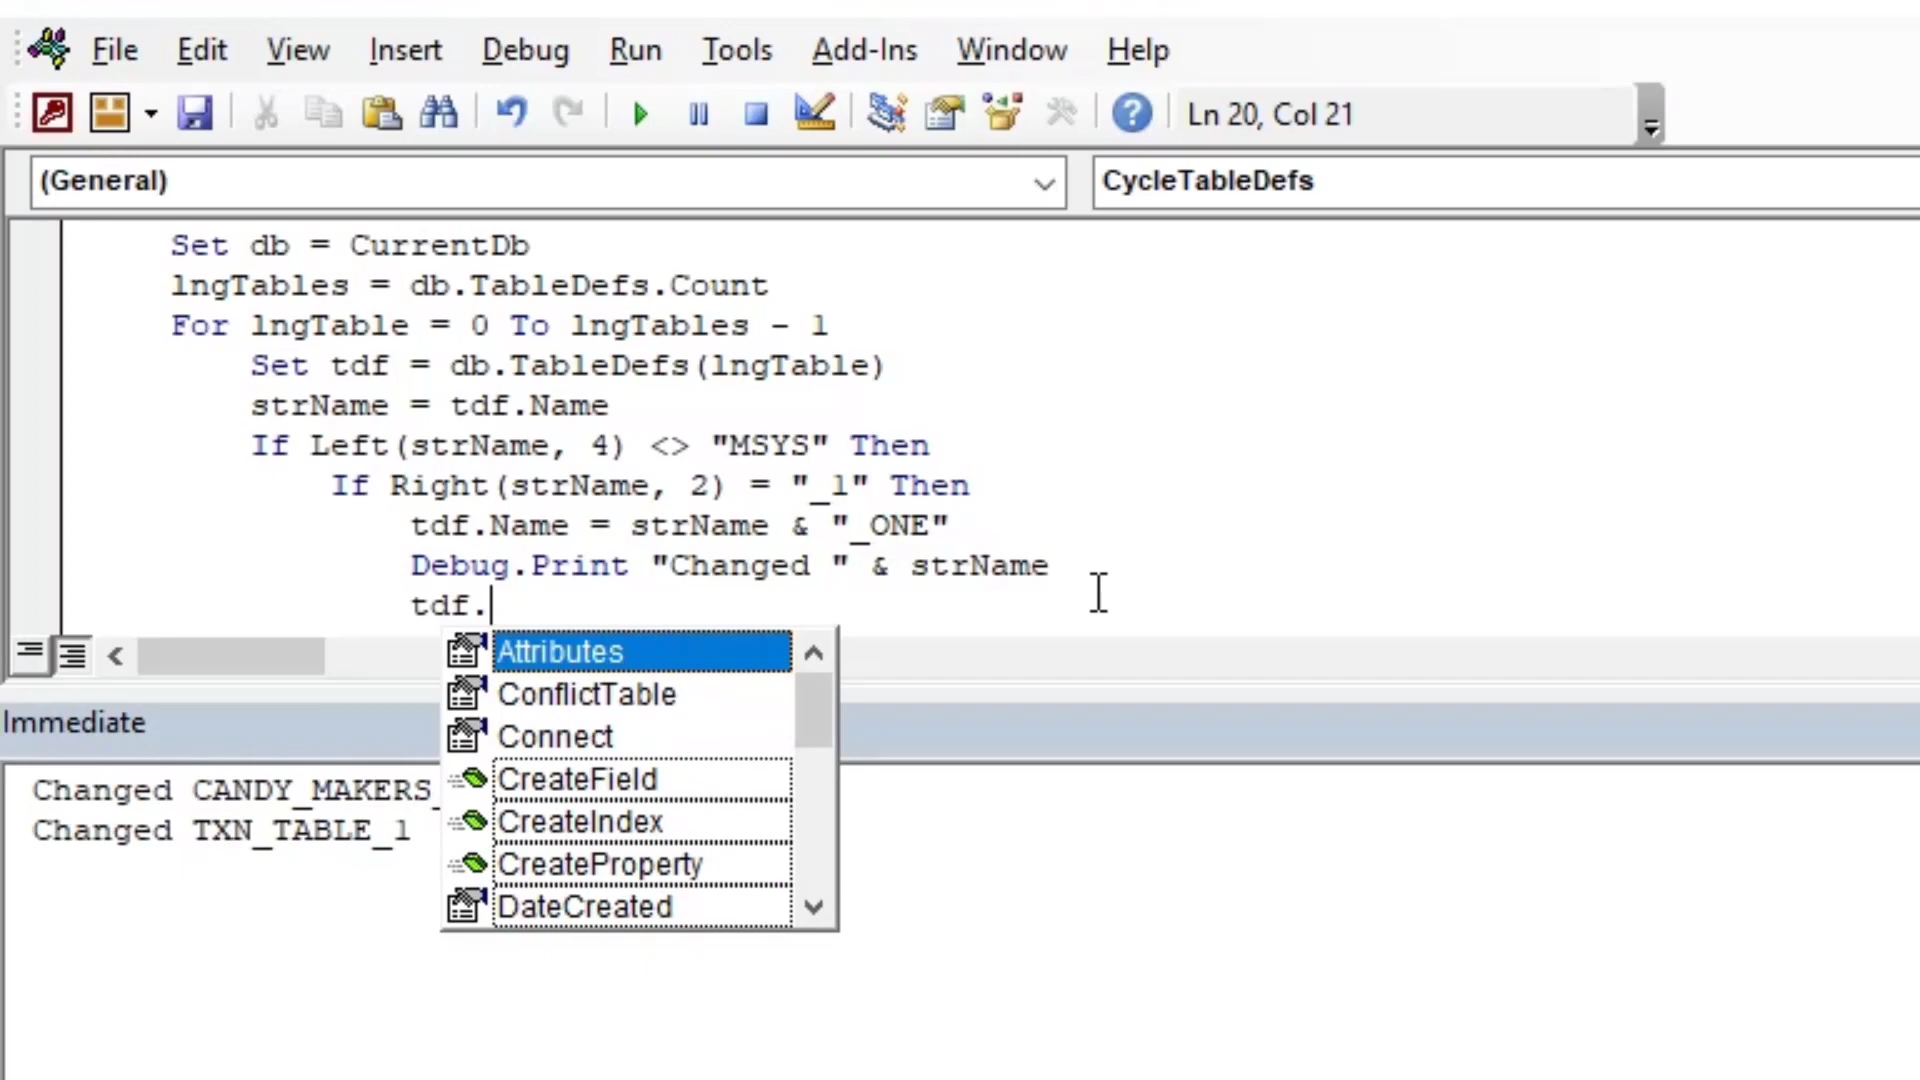 File Edit View Insert Debug Run Tools Add-Ins Window Help
Ln 20, Col 21
(General) CycleTableDefs
Set db = CurrentDb
lngTables = db.TableDefs.Count
For lngTable = 0 To lngTables - 1
Set tdf = db.TableDefs(lngTable)
strName = tdf.Name
If Left(strName, 4) <> "MSYS" Then
If Right(strName, 2) = "_1" Then
tdf.Name = strName & "_ONE"
Debug.Print "Changed " & strName
tdf.
Attributes
ConflictTable
Connect
CreateField
CreateIndex
CreateProperty
DateCreated
Immediate
Changed CANDY_MAKERS_
Changed TXN_TABLE_1